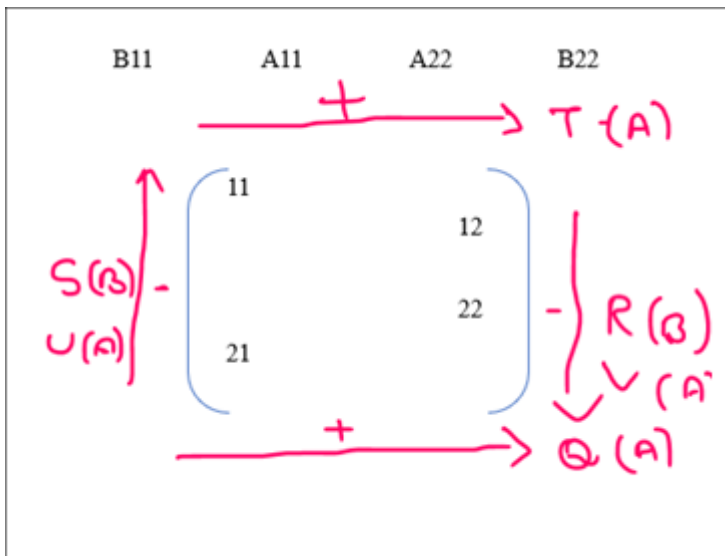 B11 A11 A22 B22
+
T (A)
11
12
S(B) -
22
- R (B)
U(A)
21
V (A)
+
Q (A)